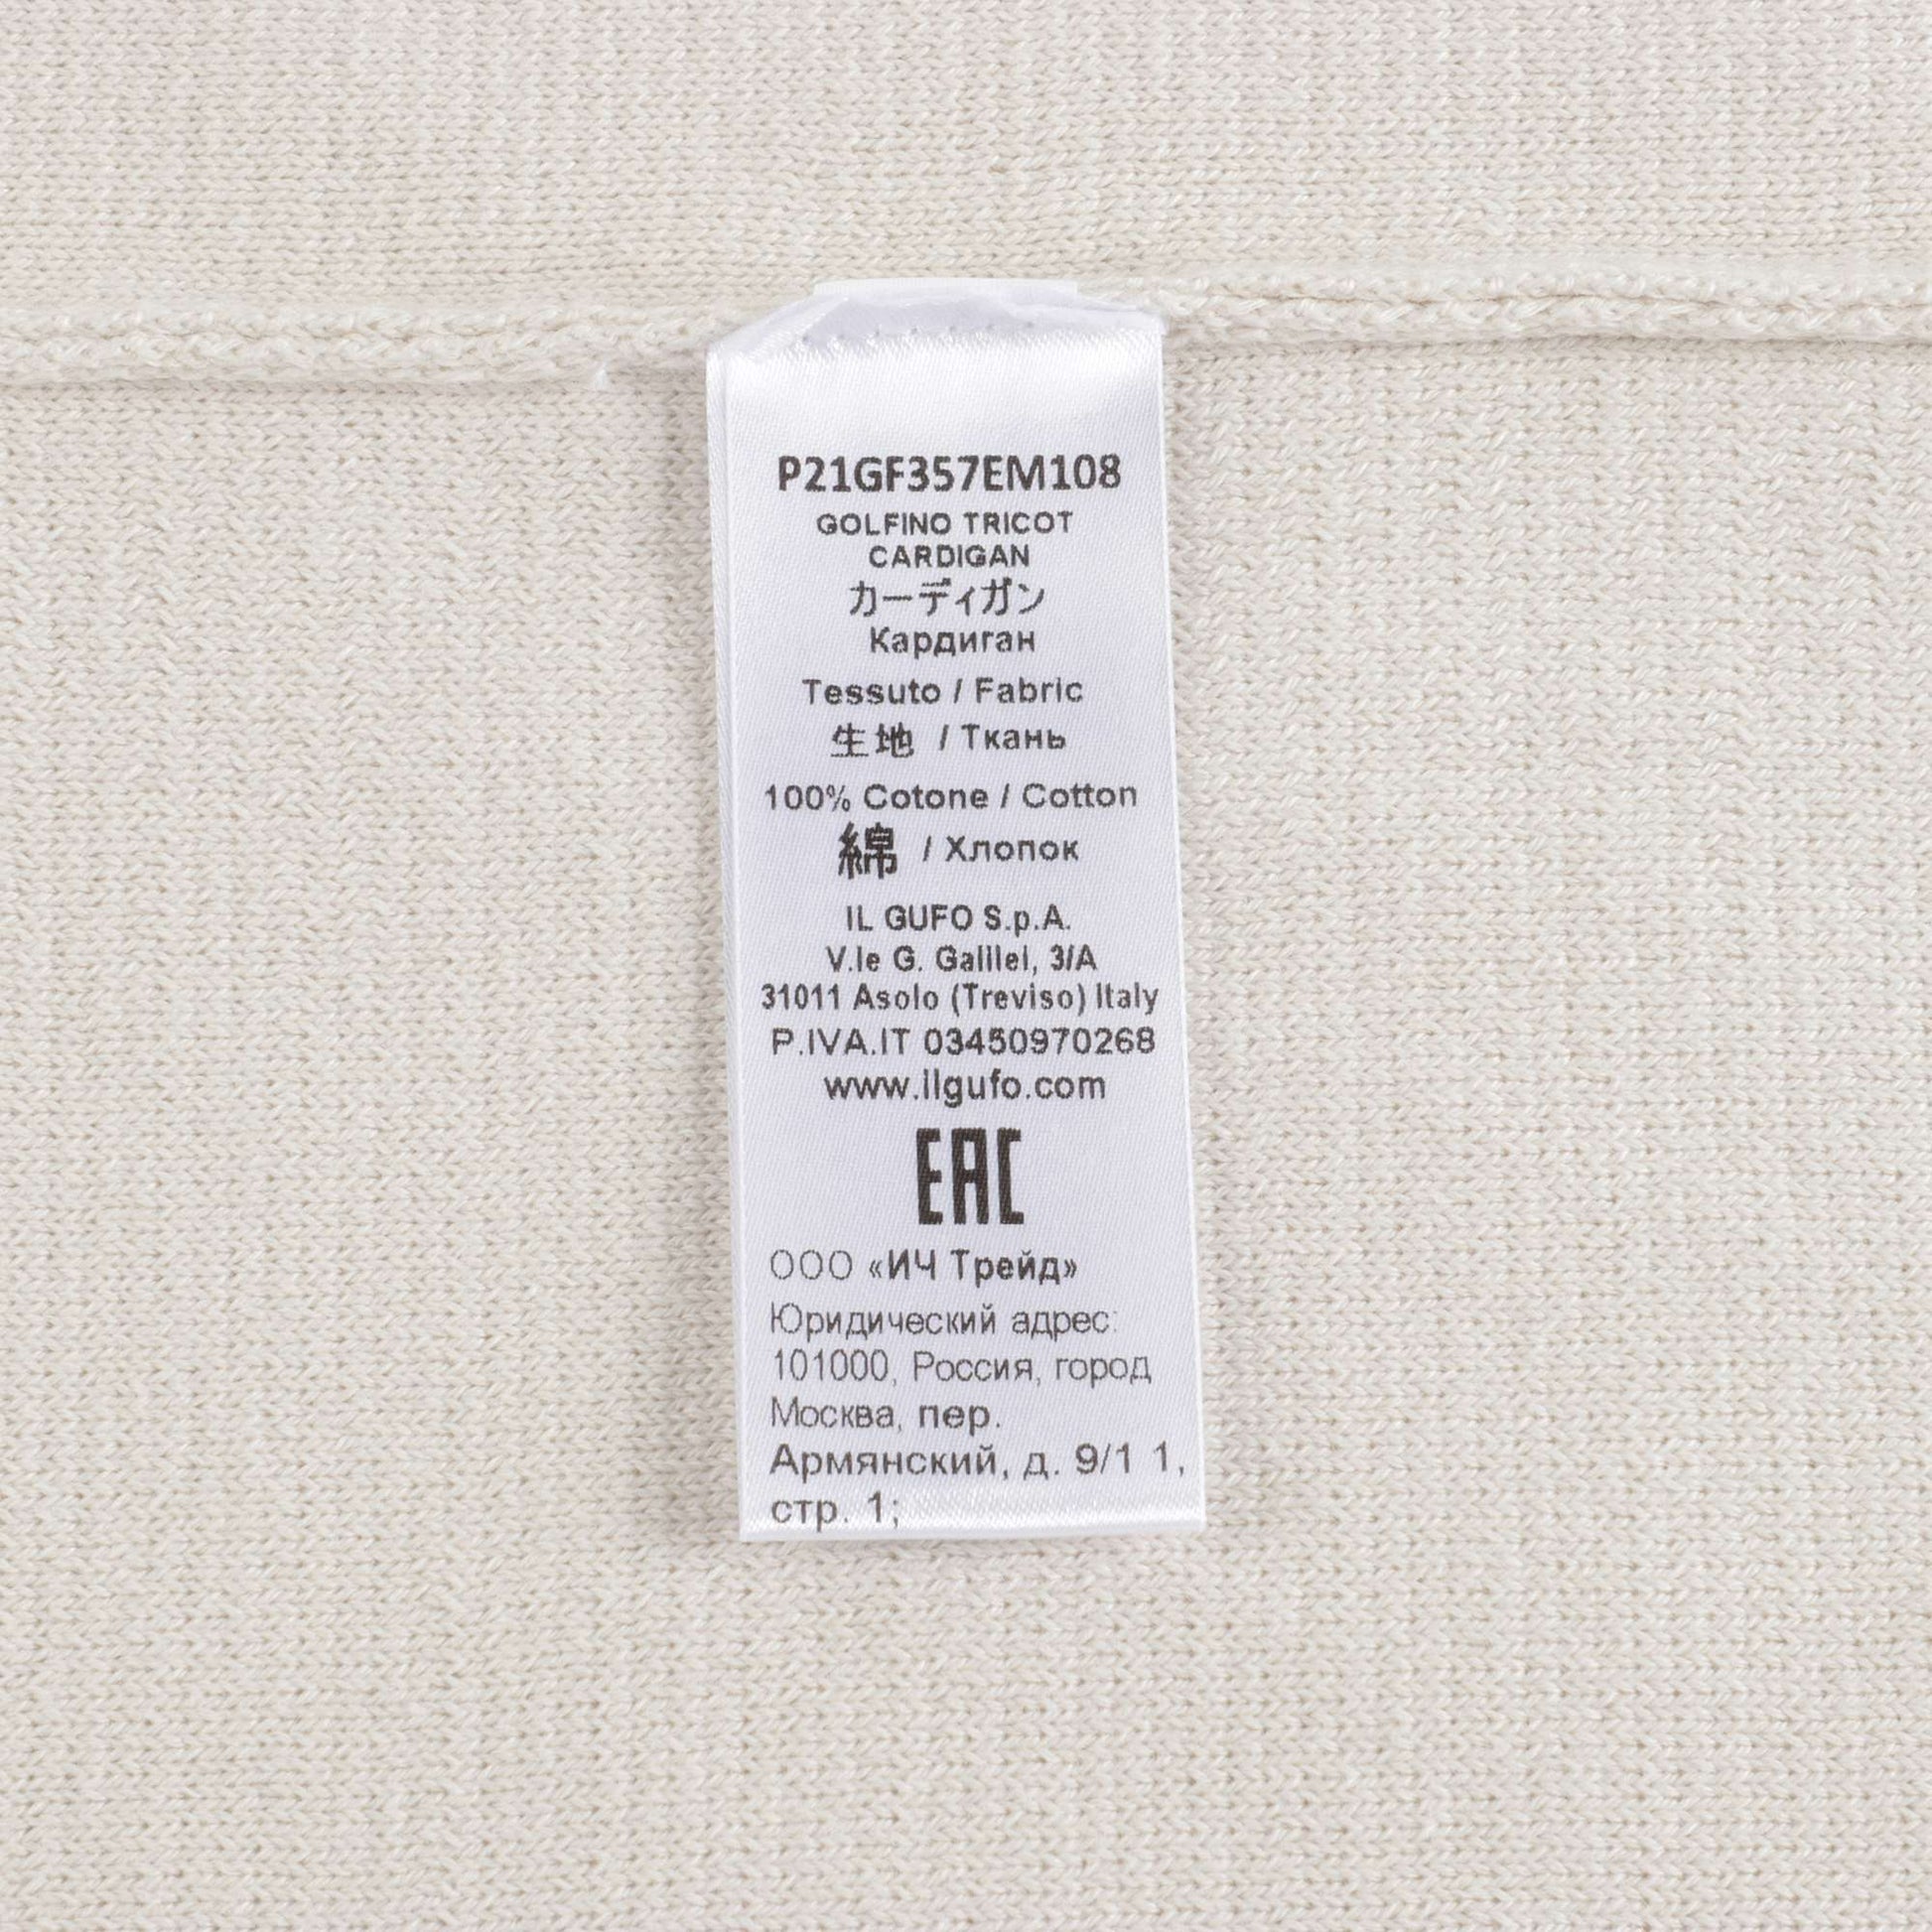 P21GF357EM108
GOLFINO TRICOT
CARDIGAN
カーディガン
Кардиган
Tessuto / Fabric
生地 / Ткань
100% Cotone / Cotton
綿 / Хлопок
IL GUFO S.p.A.
V.le G. Galilei, 3/A
31011 Asolo (Treviso) Italy
P.IVA.IT 03450970268
www.ilgufo.com
EAC
ООО «ИЧ Трейд»
Юридический адрес:
101000, Россия, город
Москва, пер.
Армянский, д. 9/1 1,
стр. 1;